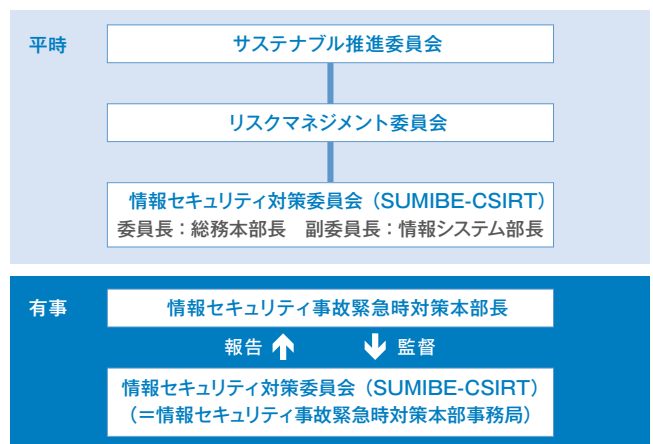 平時
サステナブル推進委員会
リスクマネジメント委員会
情報セキュリティ対策委員会(SUMIBE-CSIRT)
委員長:総務本部長 副委員長:情報システム部長
有事
情報セキュリティ事故緊急時対策本部長
報告 監督
情報セキュリティ対策委員会(SUMIBE-CSIRT)
(=情報セキュリティ事故緊急時対策本部事務局)